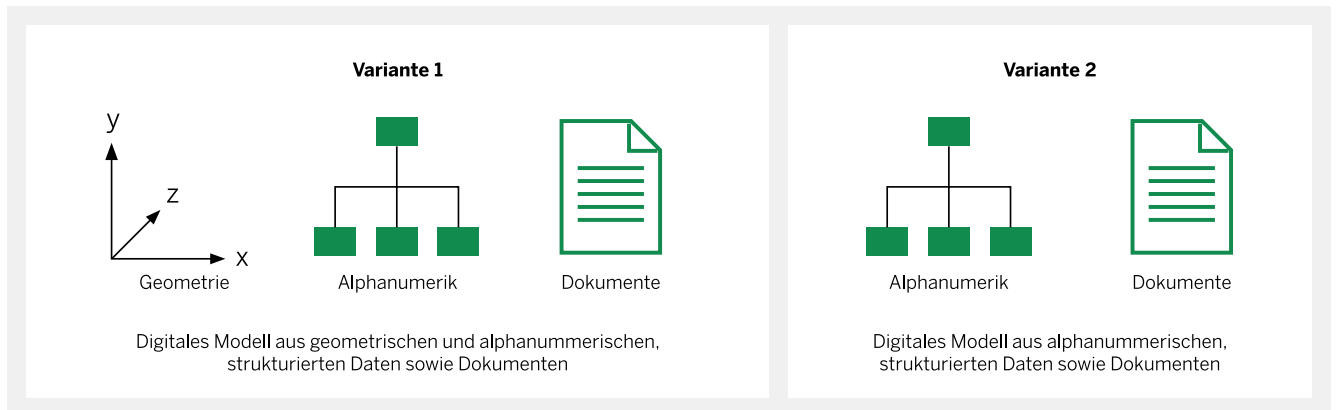 Variante 1
y
z
x
Geometrie
Alphanumerik
Dokumente
Digitales Modell aus geometrischen und alphanummerischen,
strukturierten Daten sowie Dokumenten
Variante 2
Alphanumerik
Dokumente
Digitales Modell aus alphanummerischen,
strukturierten Daten sowie Dokumenten